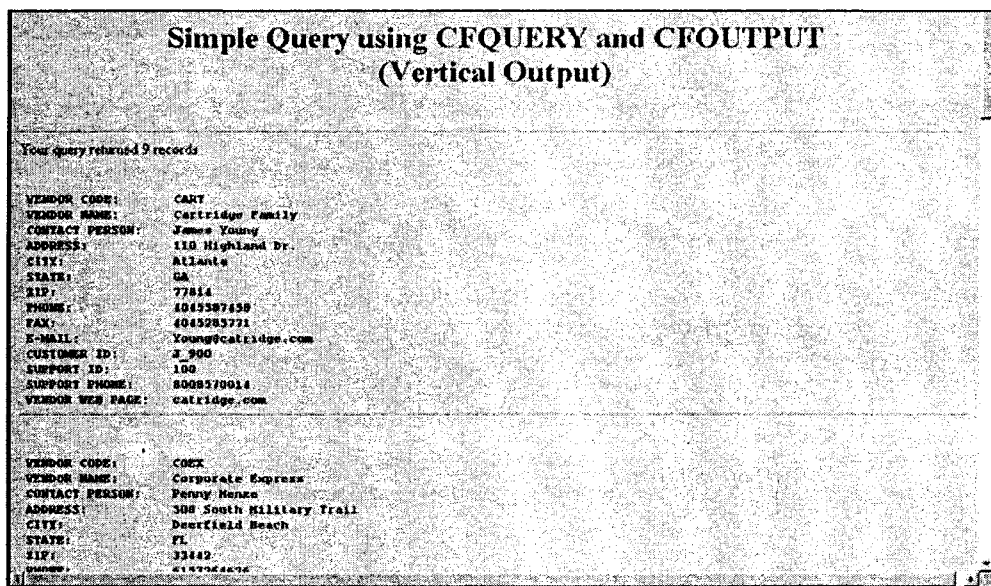 Simple Query using CFQUERY and CFOUTPUT
(Vertical Output)
Your query returned 9 records
VENDOR CODE: CART
VENDOR NAME: Cartridge Family
CONTACT PERSON: James Young
ADDRESS: 110 Highland Dr.
CITY: Atlanta
STATE: GA
ZIP: 77814
PHONE:
FAX: 4045285771
E-MAIL: Young@catridge.com
CUSTOMER ID: J_900
SUPPORT ID: 100
SUPPORT PHONE: 8008570014
VENDOR WEB PAGE: catridge.com
VENDOR CODE: COEX
VENDOR NAME: Corporate Express
CONTACT PERSON: Penny
ADDRESS: 308 South Military Trail
CITY: Deerfield Beach
STATE: FL
ZIP: 33442